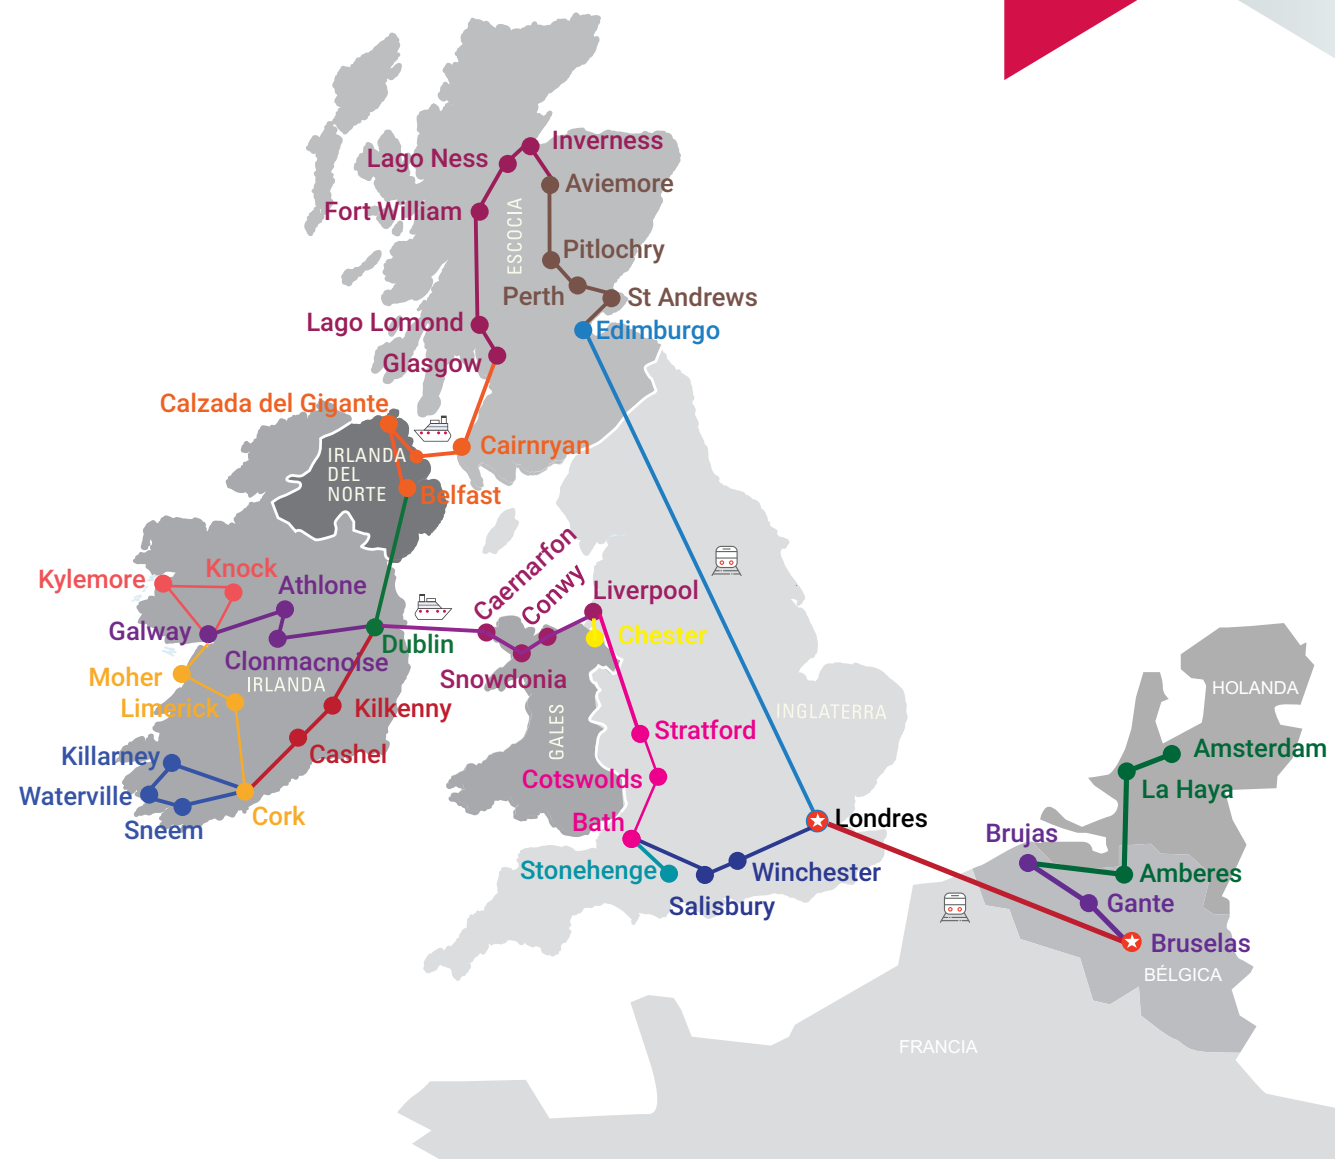 Inverness
Lago Ness
Aviemore
Fort William
ESCOCIA
Pitlochry
Perth
St Andrews
Lago Lomond
Edimburgo
Glasgow
Calzada del Gigante
Cairnryan
IRLANDA
DEL
NORTE
Belfast
Caernarfon
Conwy
Knock
Kylemore
Athlone
Liverpool
Galway
Chester
Dublin
Clonmacnoise
Moher
IRLANDA
Snowdonia
HOLANDA
Limerick
Kilkenny
INGLATERRA
GALES
Stratford
Killarney
Cashel
Amsterdam
Cotswolds
La Haya
Waterville
Cork
Sneem
Bath
Londres
Brujas
Stonehenge
Winchester
Amberes
Salisbury
Gante
Bruselas
BÉLGICA
FRANCIA